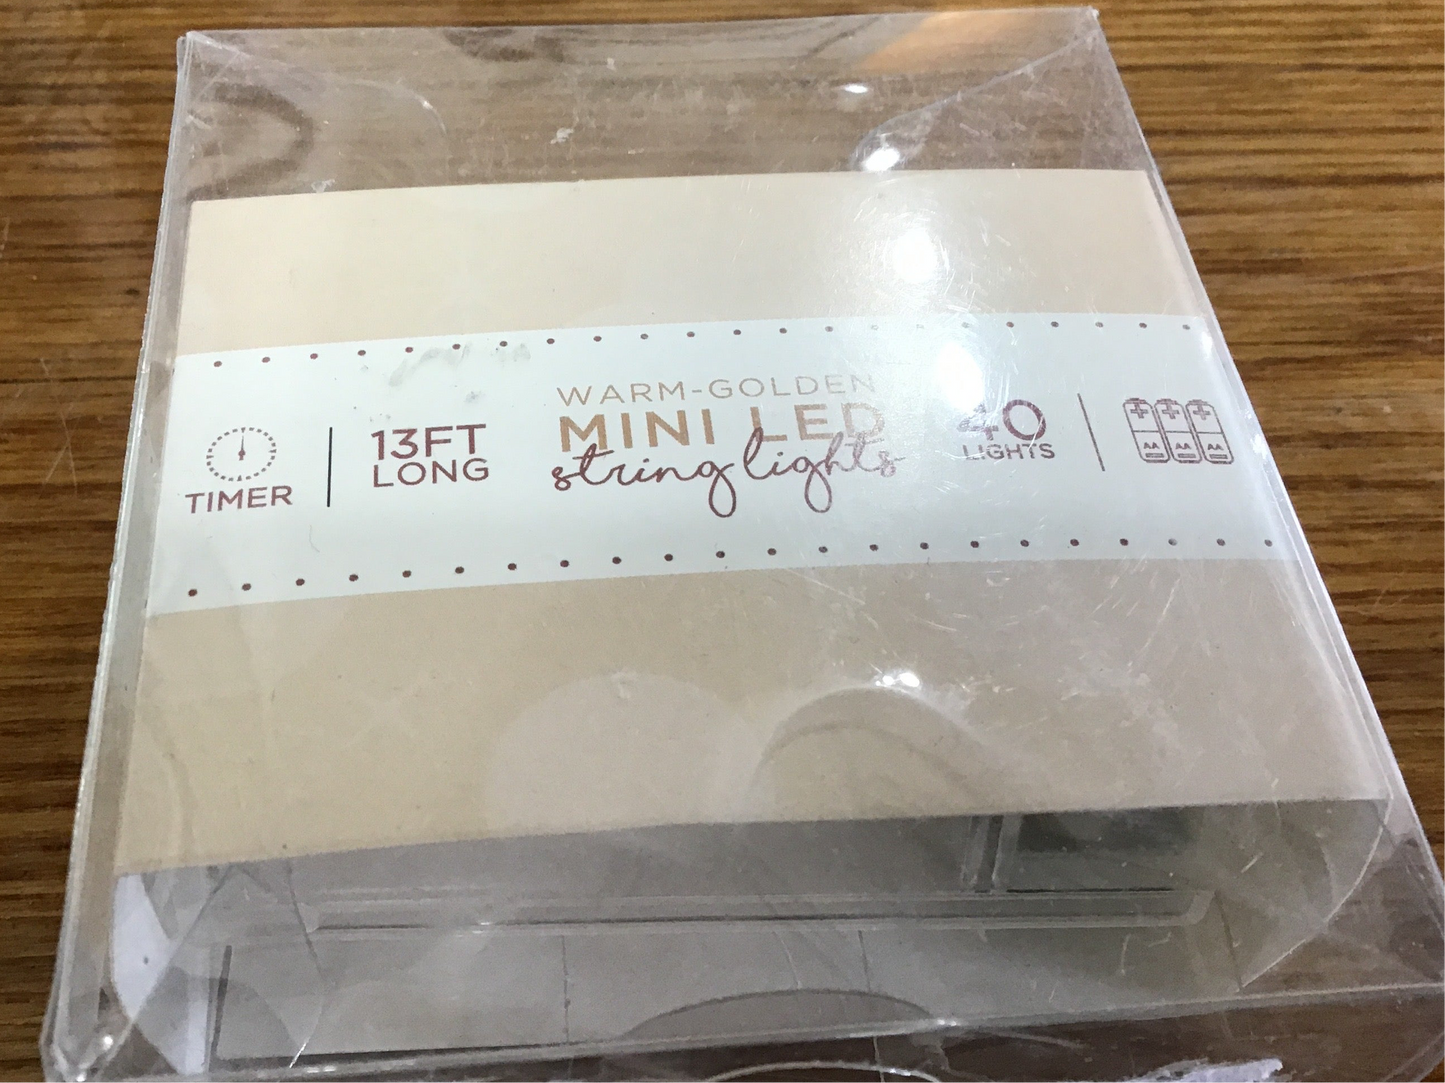 TIMER
13FT
LONG
WARM-GOLDEN
MINI LED
string lights
40
LIGHTS
+ + +
AA AA AA